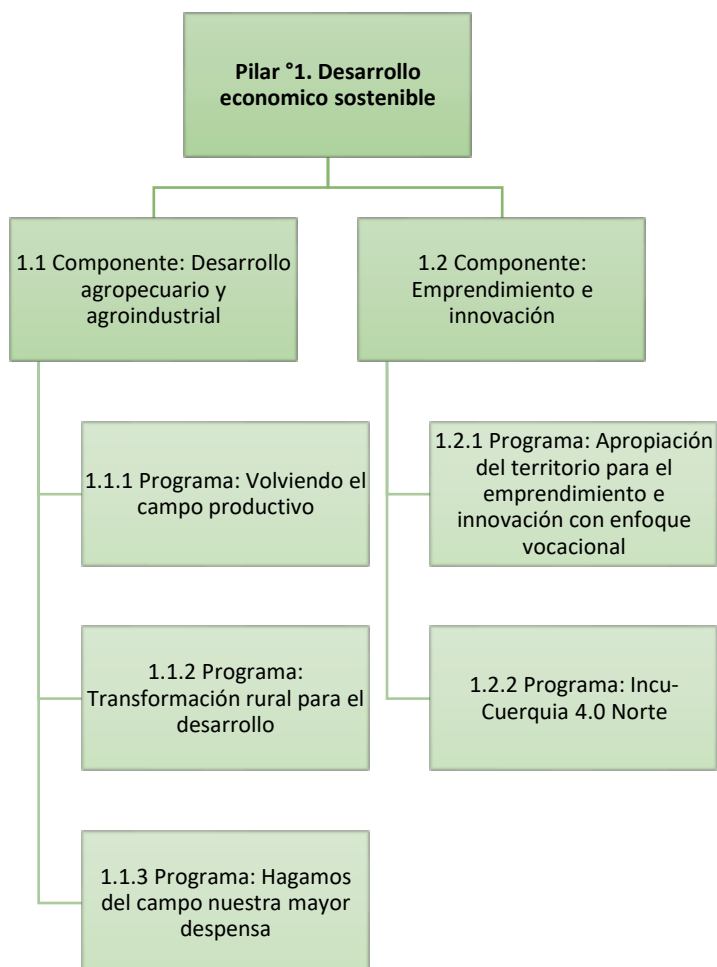 Pilar °1. Desarrollo
economico sostenible
1.1 Componente: Desarrollo
agropecuario y
agroindustrial
1.1.1 Programa: Volviendo el
campo productivo
1.1.2 Programa:
Transformación rural para el
desarrollo
1.1.3 Programa: Hagamos
del campo nuestra mayor
despensa
1.2 Componente:
Emprendimiento e
innovación
1.2.1 Programa: Apropiación
del territorio para el
emprendimiento e
innovación con enfoque
vocacional
1.2.2 Programa: Incu-
Cuerquia 4.0 Norte